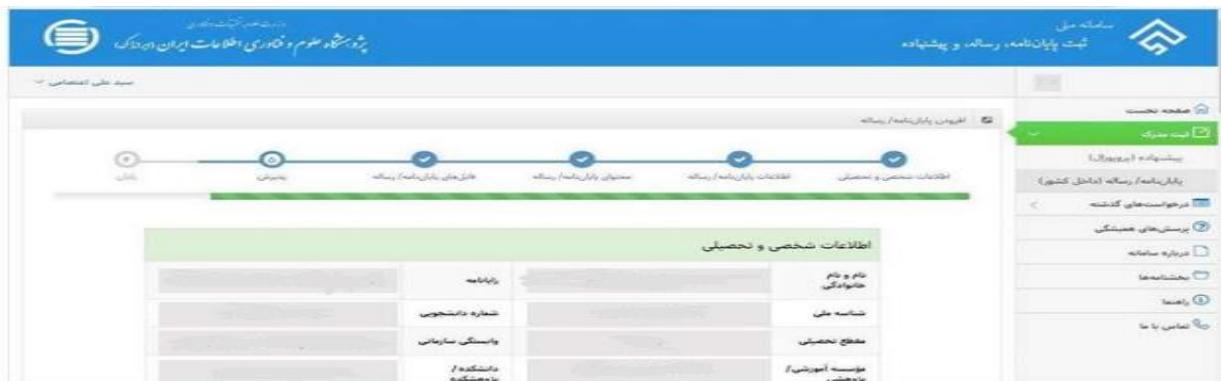 سامانه ملی
ثبت پایان‌نامه، رساله، و پیشنهاده
پژوهشگاه علوم و فناوری اطلاعات ایران (ایرانداک)
صفحه نخست
ثبت مدرک
پیشنهاده (پروپوزال)
پایان‌نامه/ رساله (داخل کشور)
درخواست‌های گذشته
پرسش‌های همیشگی
درباره سامانه
بخشنامه‌ها
راهنما
تماس با ما
افزودن پایان‌نامه/ رساله
اطلاعات شخصی و تحصیلی
اطلاعات پایان‌نامه/ رساله
محتوای پایان‌نامه/ رساله
فایل‌های پایان‌نامه/ رساله
پذیرش
پایان
اطلاعات شخصی و تحصیلی
نام و نام خانوادگی
رایانامه
شناسه ملی
شماره دانشجویی
مقطع تحصیلی
وابستگی سازمانی
مؤسسه آموزشی/ پژوهشی
دانشکده / پژوهشکده